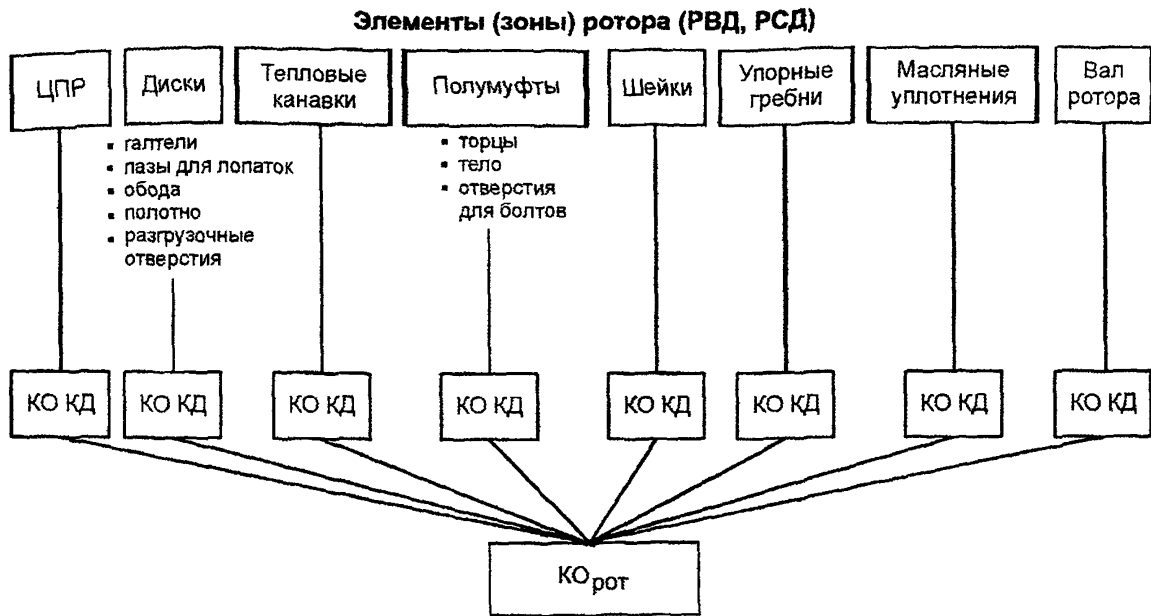 Элементы (зоны) ротора (РВД, РСД)
ЦПР
Диски
Тепловые
канавки
Полумуфты
Шейки
Упорные
гребни
Масляные
уплотнения
Вал
ротора
▪ галтели
▪ пазы для лопаток
▪ обода
▪ полотно
▪ разгрузочные
отверстия
▪ торцы
▪ тело
▪ отверстия
для болтов
КО КД
КО КД
КО КД
КО КД
КО КД
КО КД
КО КД
КО КД
КОрот